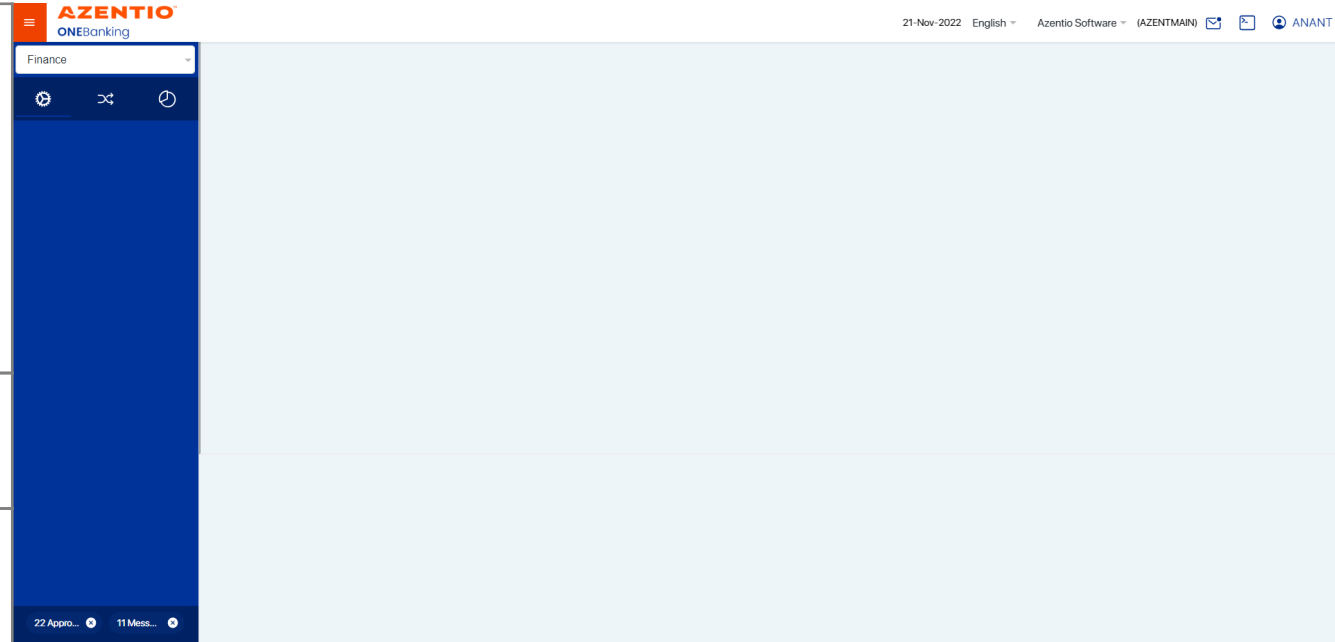 AZENTIO
ONEBanking
21-Nov-2022 English Azentio Software (AZENTMAIN) ANANT
Finance
22 Appro... 11 Mess...